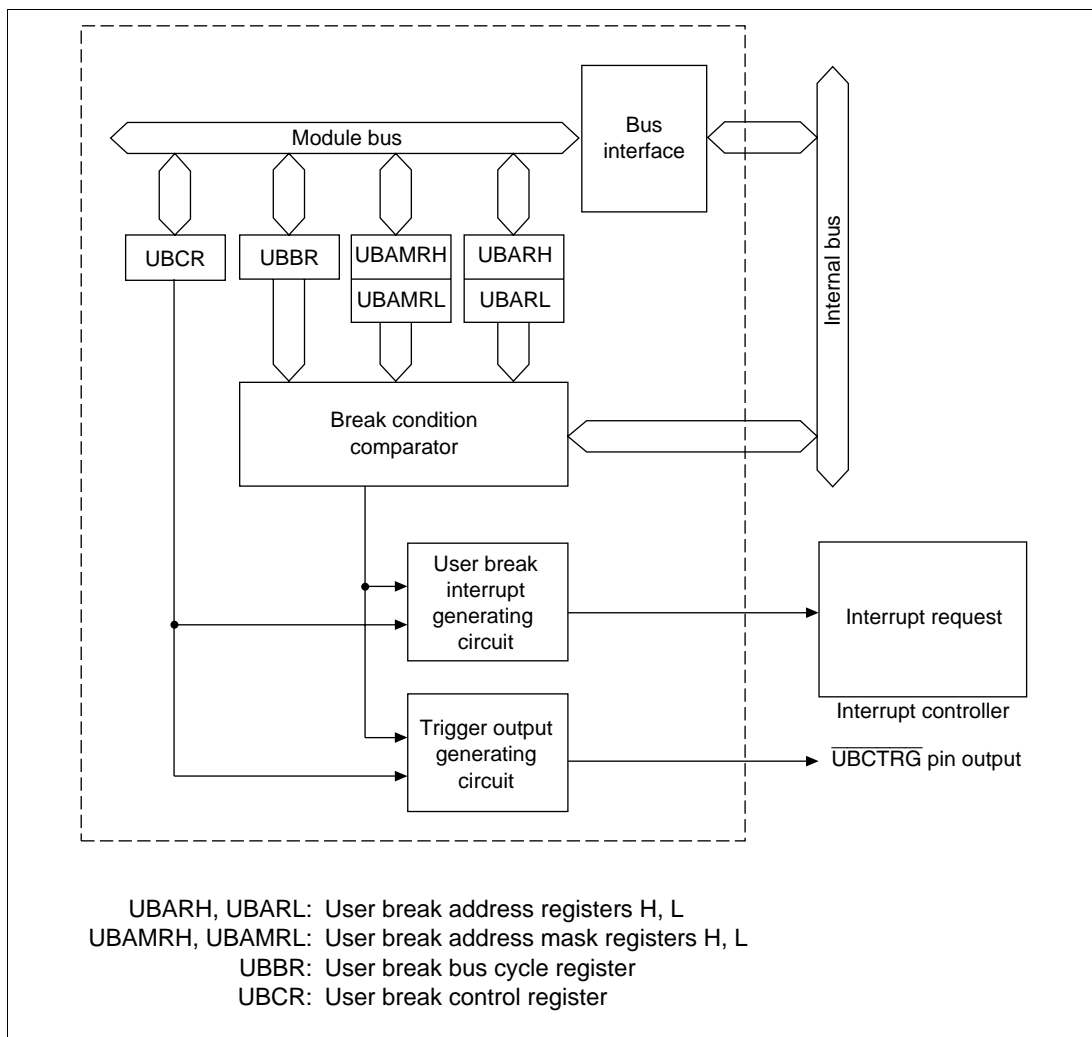 Module bus
Bus
interface
Internal bus
UBCR
UBBR
UBAMRH
UBAMRL
UBARH
UBARL
Break condition
comparator
User break
interrupt
generating
circuit
Interrupt request
Interrupt controller
Trigger output
generating
circuit
UBCTRG pin output
UBARH, UBARL: User break address registers H, L
UBAMRH, UBAMRL: User break address mask registers H, L
UBBR: User break bus cycle register
UBCR: User break control register